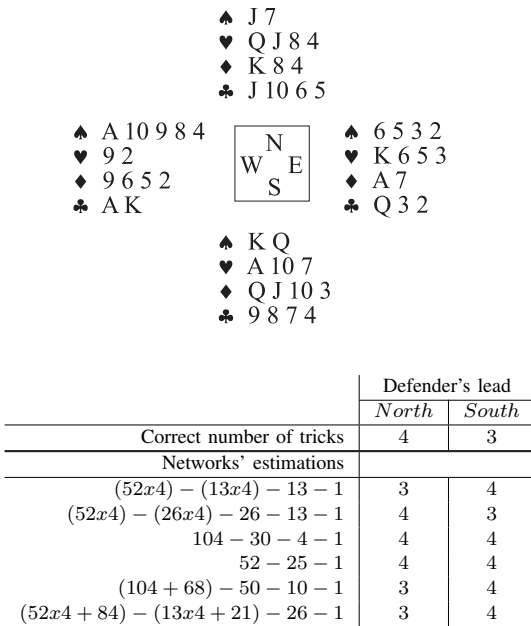 ♠ J 7
♥ Q J 8 4
♦ K 8 4
♣ J 10 6 5
♠ A 10 9 8 4
♥ 9 2
♦ 9 6 5 2
♣ A K
N
W E
S
♠ 6 5 3 2
♥ K 6 5 3
♦ A 7
♣ Q 3 2
♠ K Q
♥ A 10 7
♦ Q J 10 3
♣ 9 8 7 4
Defender's lead
North South
Correct number of tricks 4 3
Networks' estimations
(52x4) − (13x4) − 13 − 1 3 4
(52x4) − (26x4) − 26 − 13 − 1 4 3
104 − 30 − 4 − 1 4 4
52 − 25 − 1 4 4
(104 + 68) − 50 − 10 − 1 3 4
(52x4 + 84) − (13x4 + 21) − 26 − 1 3 4